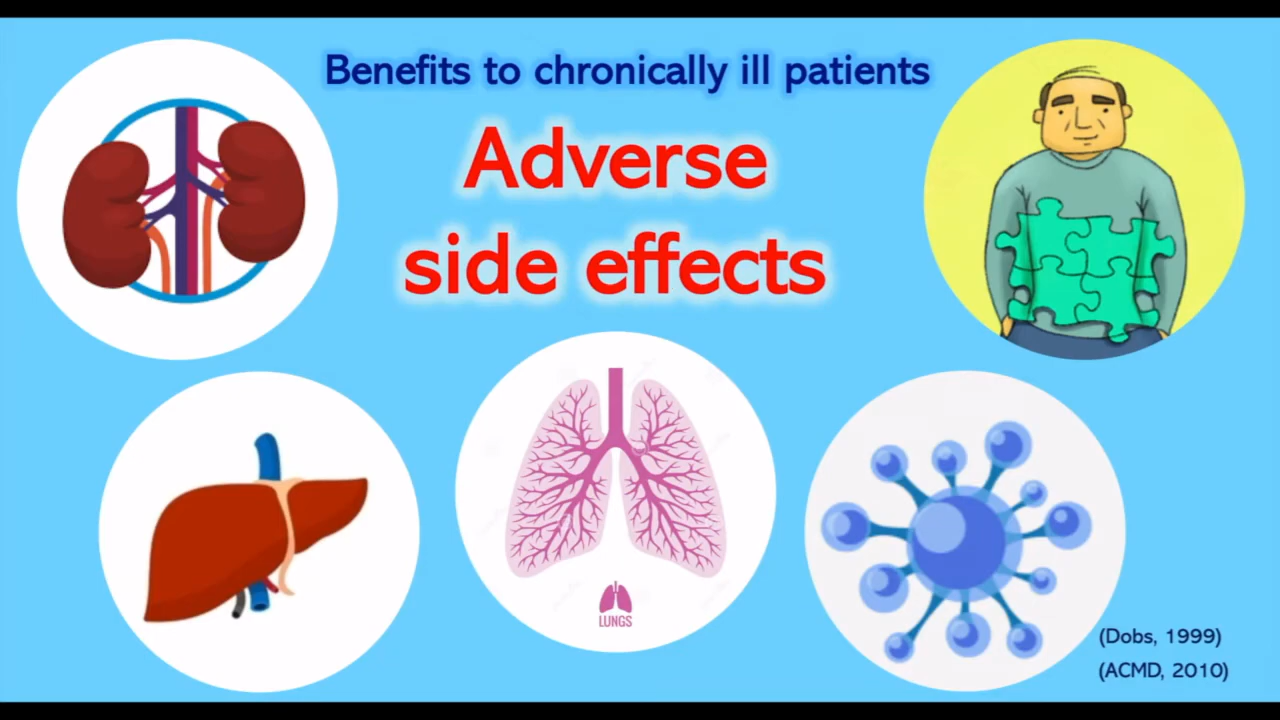 Benefits to chronically ill patients
Adverse
side effects
LUNGS
(Dobs, 1999)
(ACMD, 2010)